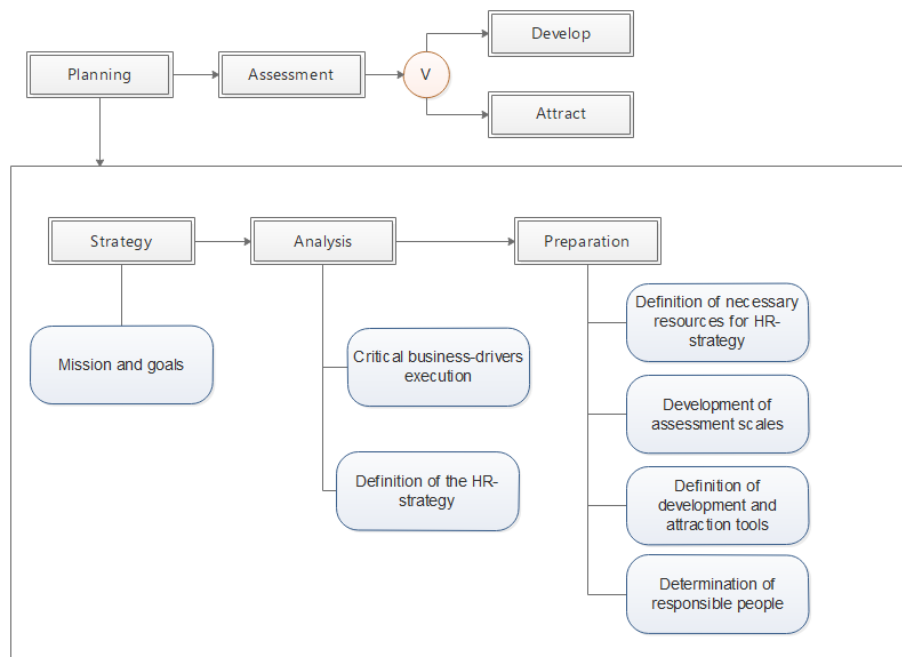 Develop
Planning
Assessment
V
Attract
Strategy
Analysis
Preparation
Mission and goals
Critical business-drivers
execution
Definition of the HR-
strategy
Definition of necessary
resources for HR-
strategy
Development of
assessment scales
Definition of
development and
attraction tools
Determination of
responsible people